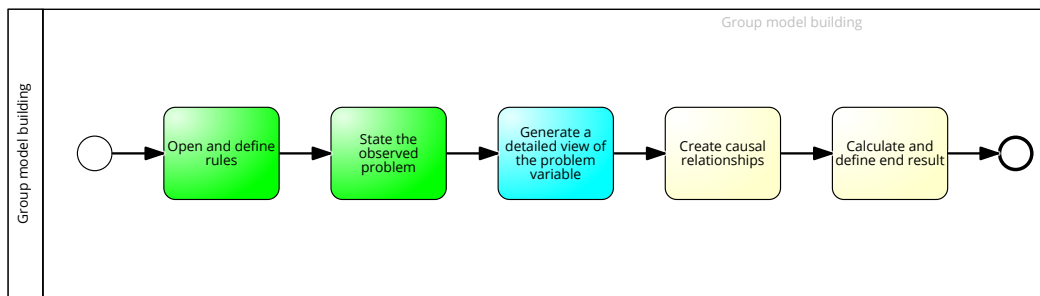 Group model building
Group model building
Open and define
rules
State the
observed
problem
Generate a
detailed view of
the problem
variable
Create causal
relationships
Calculate and
define end result